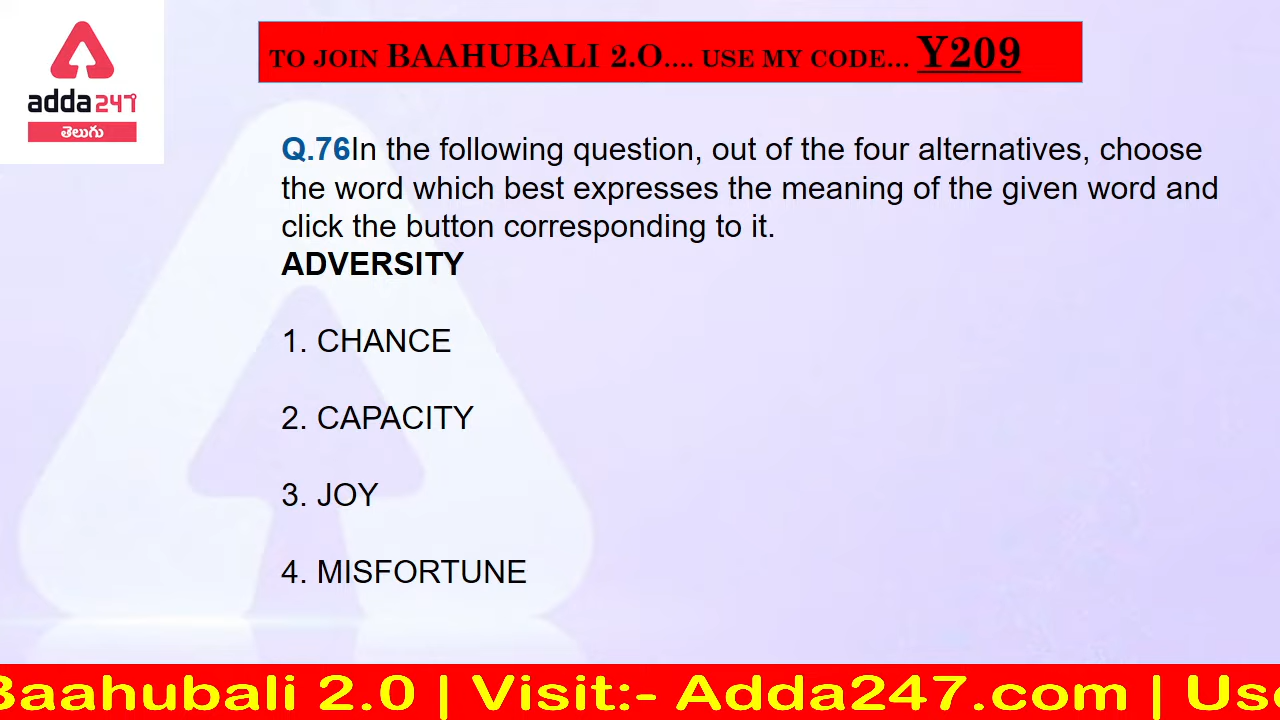 TO JOIN BAAHUBALI 2.O.... USE MY CODE... Y209
adda247
తెలుగు
Q.76In the following question, out of the four alternatives, choose
the word which best expresses the meaning of the given word and
click the button corresponding to it.
ADVERSITY
1. CHANCE
2. CAPACITY
3. JOY
4. MISFORTUNE
Baahubali 2.0 | Visit:- Adda247.com | Use